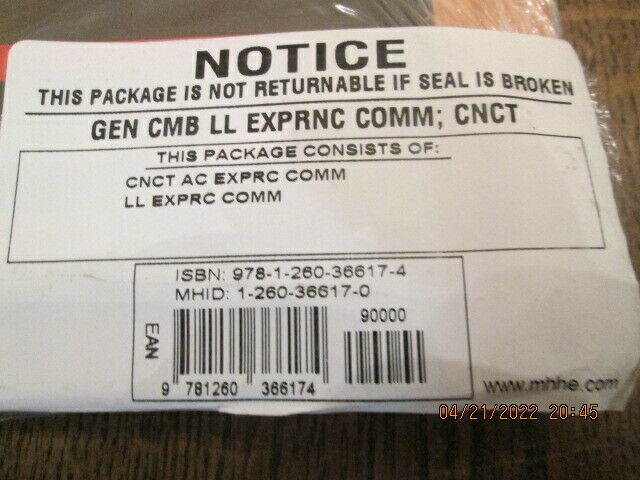 NOTICE
THIS PACKAGE IS NOT RETURNABLE IF SEAL IS BROKEN
GEN CMB LL EXPRNC COMM; CNCT
THIS PACKAGE CONSISTS OF:
CNCT AC EXPRC COMM
LL EXPRC COMM
ISBN: 978-1-260-36617-4
MHID: 1-260-36617-0
90000
EAN
9 781260 366174
www.mhhe.com
04/21/2022 20:45